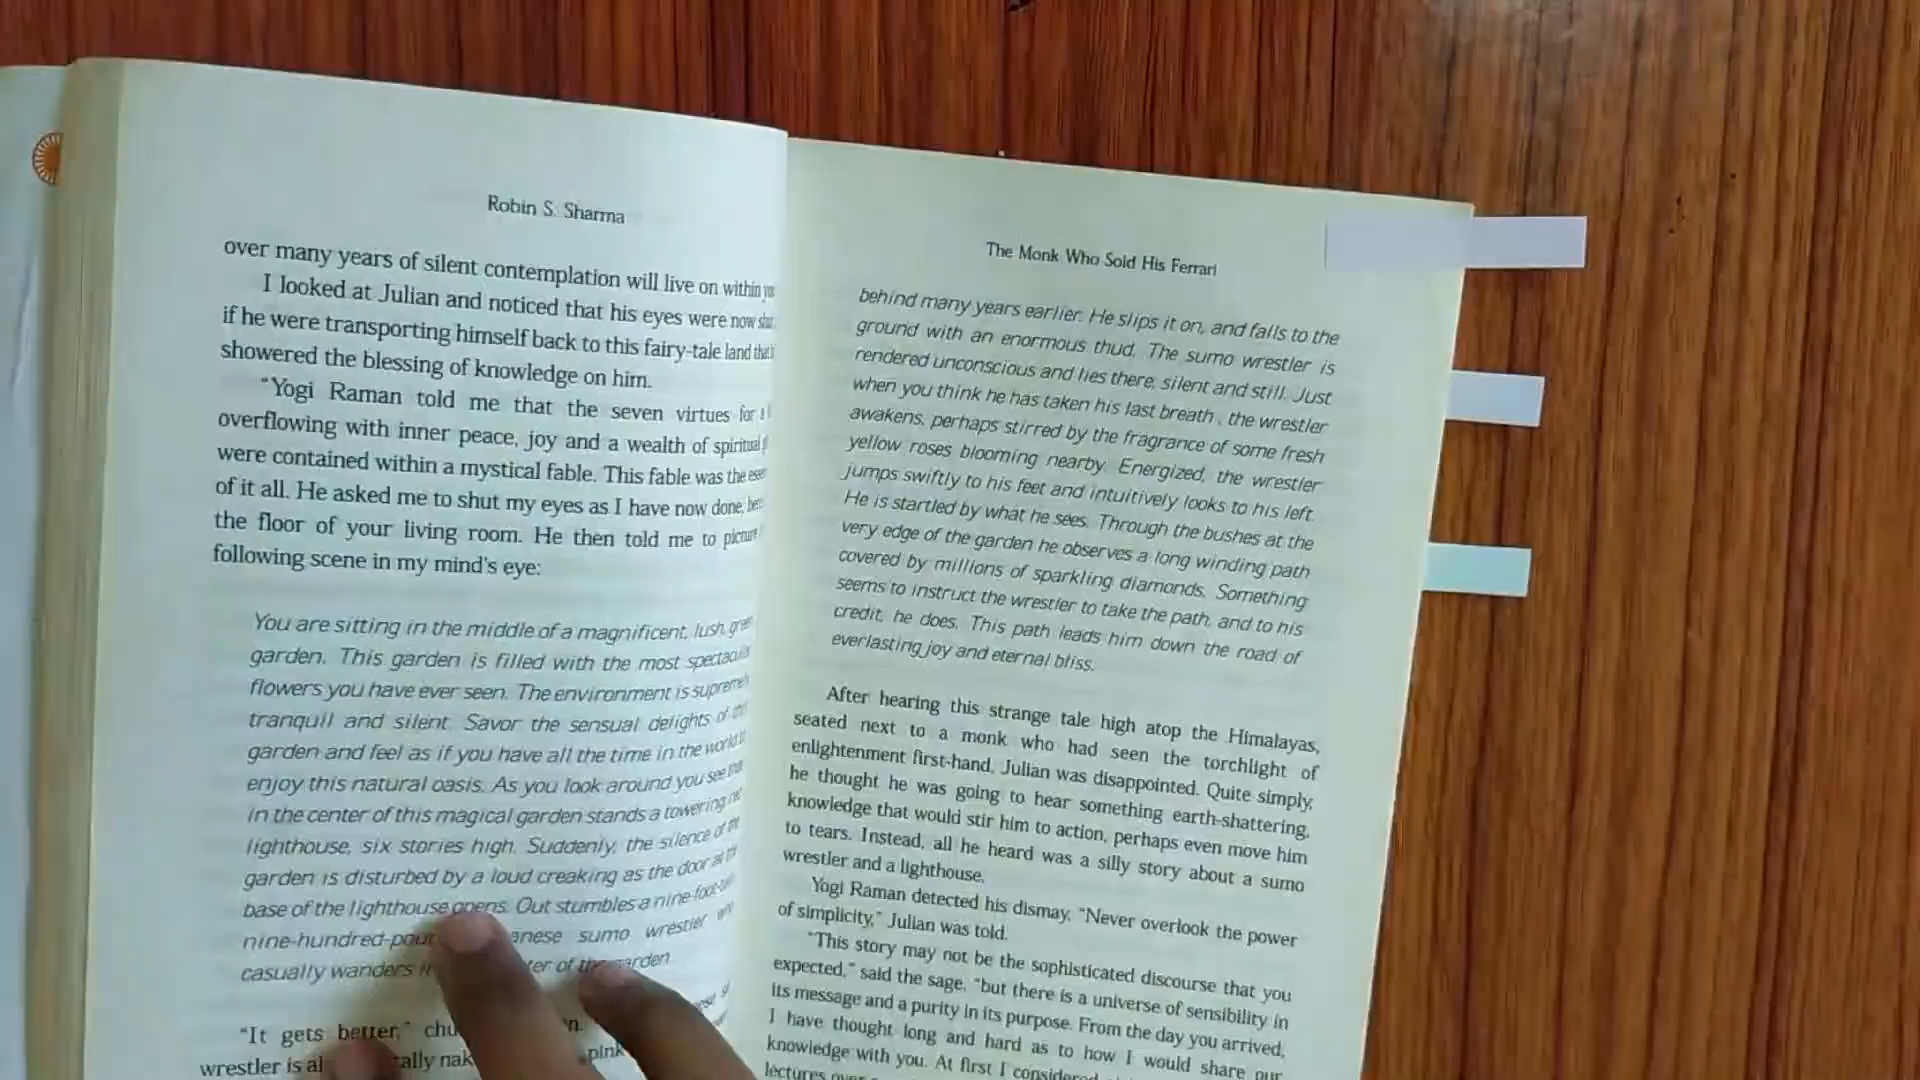 Robin S. Sharma
over many years of silent contemplation will live on within
I looked at Julian and noticed that his eyes were now
if he were transporting himself back to this fairy-tale land
showered the blessing of knowledge on him.
"Yogi Raman told me that the seven virtues for
overflowing with inner peace, joy and a wealth of spiritual
were contained within a mystical fable. This fable was the
of it all. He asked me to shut my eyes as I have now done,
the floor of your living room. He then told me to picture
following scene in my mind's eye:
You are sitting in the middle of a magnificent, lush,
garden. This garden is filled with the most
flowers you have ever seen. The environment is
tranquil and silent. Savor the sensual delights of
garden and feel as if you have all the time in the world
enjoy this natural oasis. As you look around you see
in the center of this magical garden stands a towering,
lighthouse, six stories high. Suddenly, the silence of
garden is disturbed by a loud creaking as the door at
base of the lighthouse opens. Out stumbles a
sumo wrestler
casually wanders of the garden.
"It gets better,"
wrestler is
The Monk Who Sold His Ferrari
behind many years earlier. He slips it on, and falls to the
ground with an enormous thud. The sumo wrestler is
rendered unconscious and lies there, silent and still. Just
when you think he has taken his last breath , the wrestler
awakens, perhaps stirred by the fragrance of some fresh
yellow roses blooming nearby. Energized, the wrestler
jumps swiftly to his feet and intuitively looks to his left.
He is startled by what he sees. Through the bushes at the
very edge of the garden he observes a long winding path
covered by millions of sparkling diamonds. Something
seems to instruct the wrestler to take the path, and to his
credit, he does. This path leads him down the road of
everlasting joy and eternal bliss.
After hearing this strange tale high atop the Himalayas,
seated next to a monk who had seen the torchlight of
enlightenment first-hand, Julian was disappointed. Quite simply,
he thought he was going to hear something earth-shattering,
knowledge that would stir him to action, perhaps even move him
to tears. Instead, all he heard was a silly story about a sumo
wrestler and a lighthouse.
Yogi Raman detected his dismay. "Never overlook the power
of simplicity," Julian was told.
"This story may not be the sophisticated discourse that you
expected," said the sage, "but there is a universe of sensibility in
its message and a purity in its purpose. From the day you arrived,
I have thought long and hard as to how I would share our
knowledge with you. At first I considered
lectures over